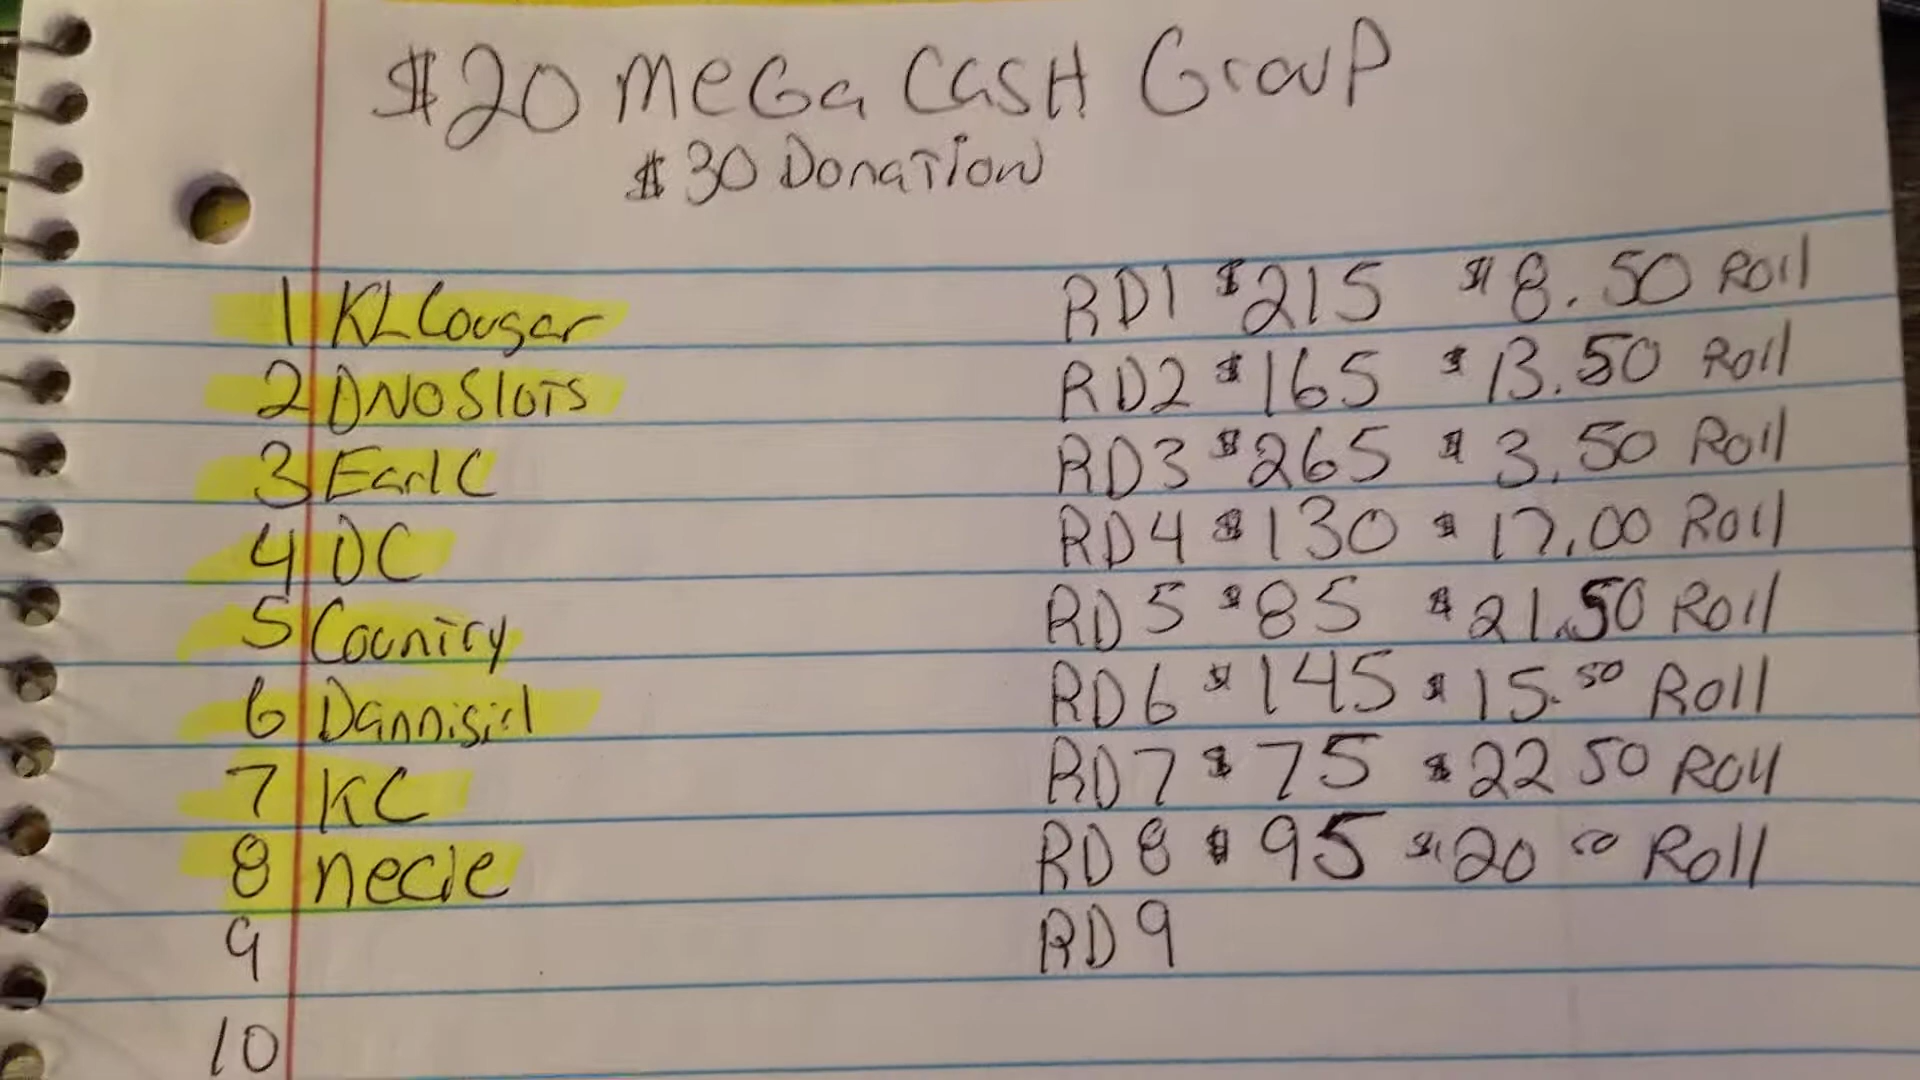 $20 MEGa CasH GrouP
$30 Donation
1 KLCougar RD1 $215 $8.50 Roll
2 DNOSlots RD2 $165 $13.50 Roll
3 EarlC RD3 $265 $3.50 Roll
4 DC RD4 $130 $17.00 Roll
5 Country RD5 $85 $21.50 Roll
6 Dannisirl RD6 $145 $15.50 Roll
7 KC RD7 $75 $22 50 Roll
8 necie RD8 $95 $20 00 Roll
9 RD9
10